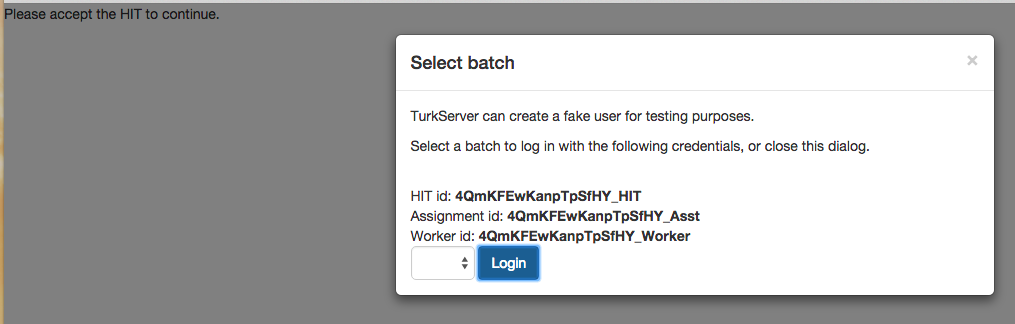 Please accept the HIT to continue.
Select batch
×
TurkServer can create a fake user for testing purposes.
Select a batch to log in with the following credentials, or close this dialog.
HIT id: 4QmKFEwKanpTpSfHY_HIT
Assignment id: 4QmKFEwKanpTpSfHY_Asst
Worker id: 4QmKFEwKanpTpSfHY_Worker
Login